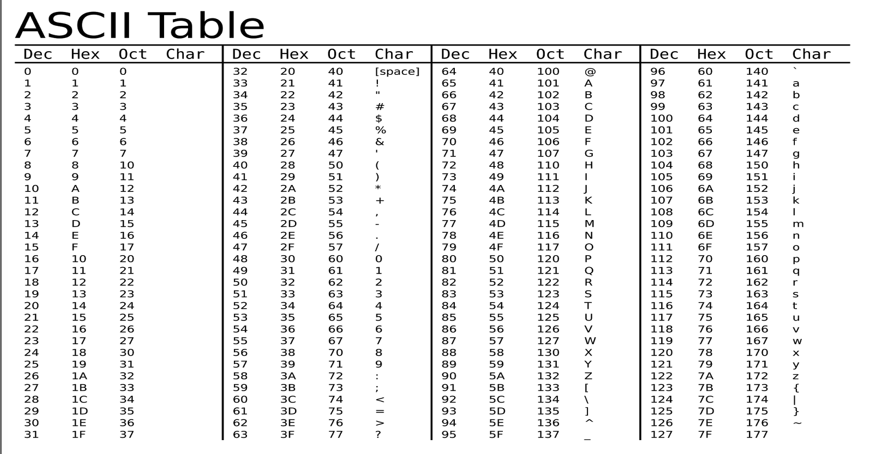 ASCII Table
Dec Hex Oct Char Dec Hex Oct Char Dec Hex Oct Char Dec Hex Oct Char
0 0 0 32 20 40 [space] 64 40 100 @ 96 60 140 `
1 1 1 33 21 41 ! 65 41 101 A 97 61 141 a
2 2 2 34 22 42 " 66 42 102 B 98 62 142 b
3 3 3 35 23 43 # 67 43 103 C 99 63 143 c
4 4 4 36 24 44 $ 68 44 104 D 100 64 144 d
5 5 5 37 25 45 % 69 45 105 E 101 65 145 e
6 6 6 38 26 46 & 70 46 106 F 102 66 146 f
7 7 7 39 27 47 ' 71 47 107 G 103 67 147 g
8 8 10 40 28 50 ( 72 48 110 H 104 68 150 h
9 9 11 41 29 51 ) 73 49 111 I 105 69 151 i
10 A 12 42 2A 52 * 74 4A 112 J 106 6A 152 j
11 B 13 43 2B 53 + 75 4B 113 K 107 6B 153 k
12 C 14 44 2C 54 , 76 4C 114 L 108 6C 154 l
13 D 15 45 2D 55 - 77 4D 115 M 109 6D 155 m
14 E 16 46 2E 56 . 78 4E 116 N 110 6E 156 n
15 F 17 47 2F 57 / 79 4F 117 O 111 6F 157 o
16 10 20 48 30 60 0 80 50 120 P 112 70 160 p
17 11 21 49 31 61 1 81 51 121 Q 113 71 161 q
18 12 22 50 32 62 2 82 52 122 R 114 72 162 r
19 13 23 51 33 63 3 83 53 123 S 115 73 163 s
20 14 24 52 34 64 4 84 54 124 T 116 74 164 t
21 15 25 53 35 65 5 85 55 125 U 117 75 165 u
22 16 26 54 36 66 6 86 56 126 V 118 76 166 v
23 17 27 55 37 67 7 87 57 127 W 119 77 167 w
24 18 30 56 38 70 8 88 58 130 X 120 78 170 x
25 19 31 57 39 71 9 89 59 131 Y 121 79 171 y
26 1A 32 58 3A 72 : 90 5A 132 Z 122 7A 172 z
27 1B 33 59 3B 73 ; 91 5B 133 [ 123 7B 173 {
28 1C 34 60 3C 74 < 92 5C 134 \ 124 7C 174 |
29 1D 35 61 3D 75 = 93 5D 135 ] 125 7D 175 }
30 1E 36 62 3E 76 > 94 5E 136 ^ 126 7E 176 ~
31 1F 37 63 3F 77 ? 95 5F 137 _ 127 7F 177